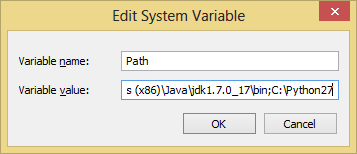 Edit System Variable
Variable name: Path
Variable value: s (x86)\Java\jdk1.7.0_17\bin;C:\Python27
OK Cancel